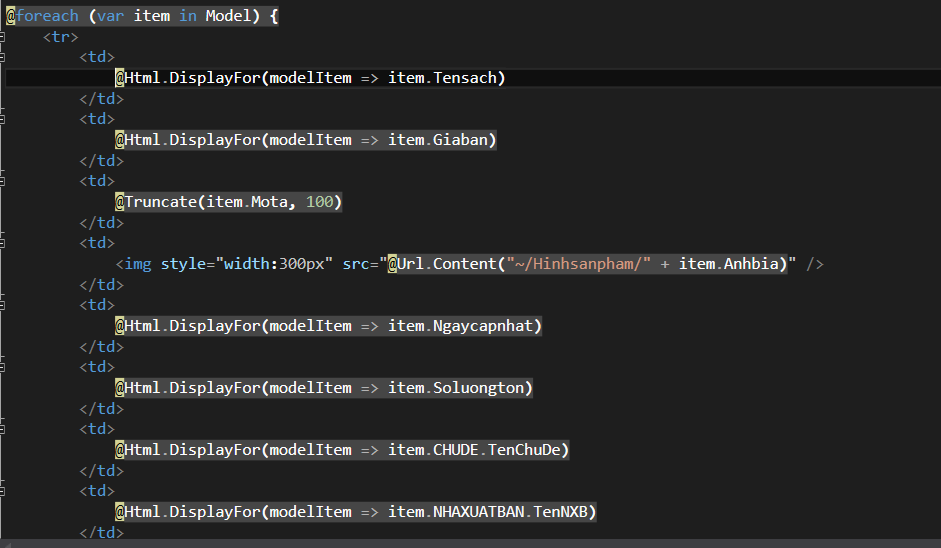 @foreach (var item in Model) {
<tr>
<td>
@Html.DisplayFor(modelItem => item.Tensach)
</td>
<td>
@Html.DisplayFor(modelItem => item.Giaban)
</td>
<td>
@Truncate(item.Mota, 100)
</td>
<td>
<img style="width:300px" src="@Url.Content("~/Hinhsanpham/" + item.Anhbia)" />
</td>
<td>
@Html.DisplayFor(modelItem => item.Ngaycapnhat)
</td>
<td>
@Html.DisplayFor(modelItem => item.Soluongton)
</td>
<td>
@Html.DisplayFor(modelItem => item.CHUDE.TenChuDe)
</td>
<td>
@Html.DisplayFor(modelItem => item.NHAXUATBAN.TenNXB)
</td>